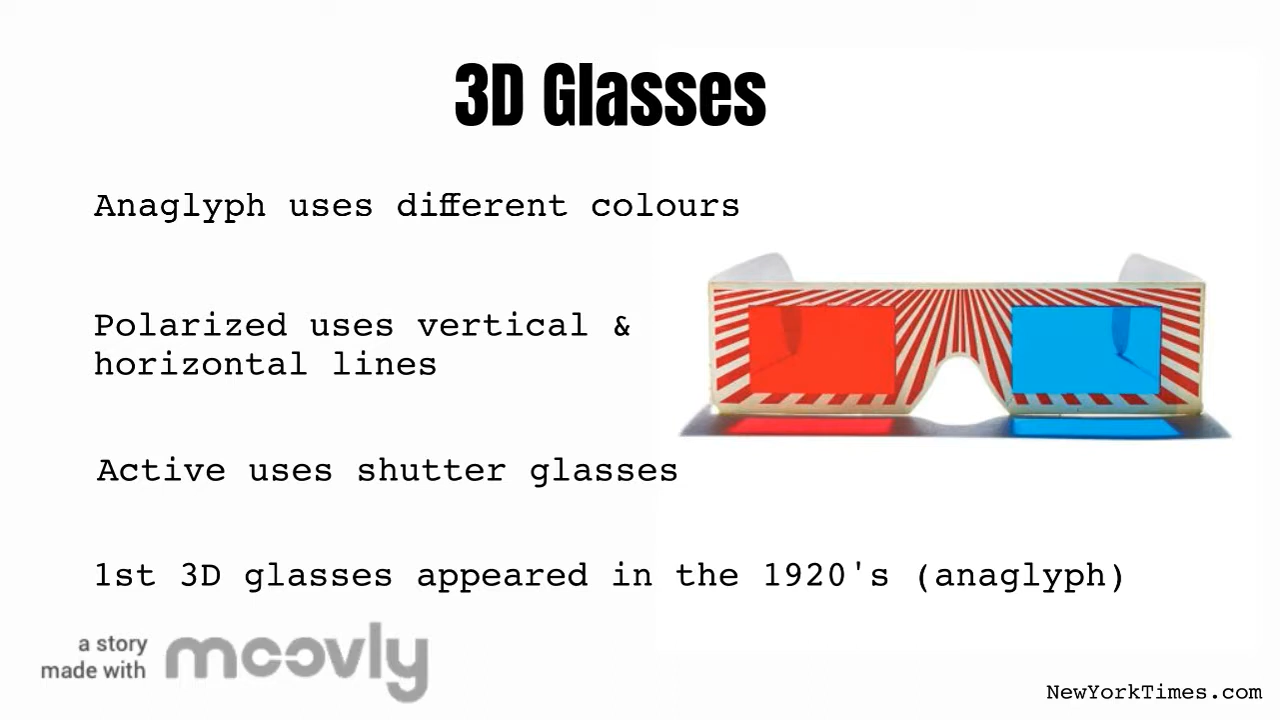 3D Glasses
Anaglyph uses different colours
Polarized uses vertical &
horizontal lines
Active uses shutter glasses
1st 3D glasses appeared in the 1920's (anaglyph)
a story
made with
moovly
NewYorkTimes.com